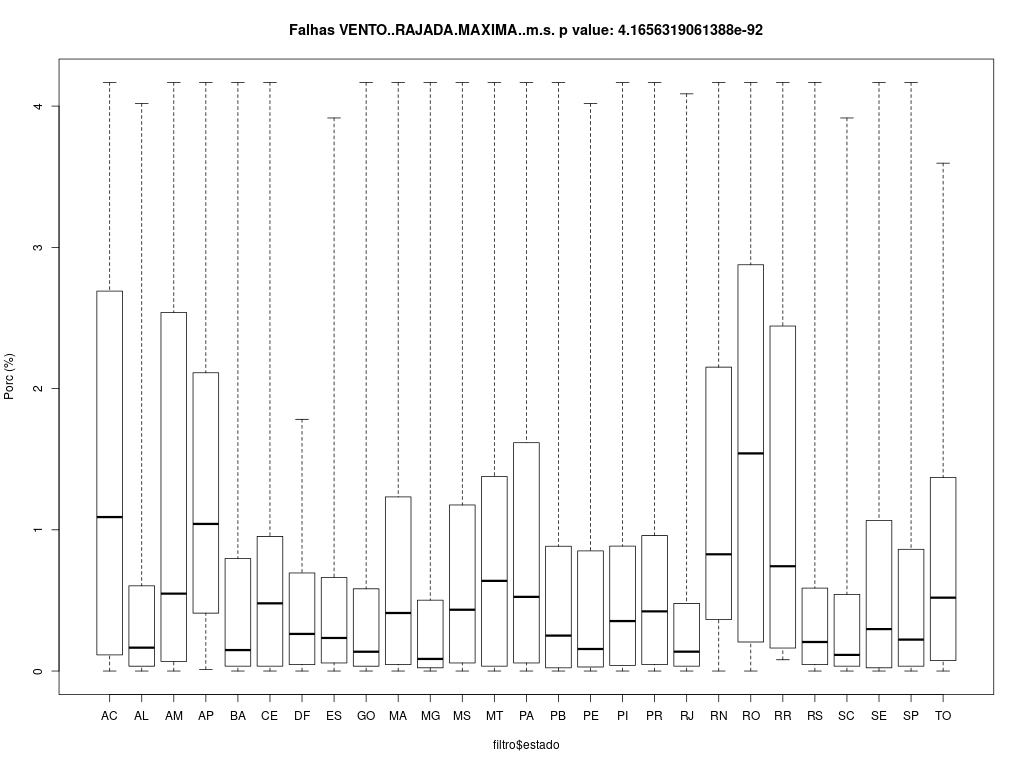 Falhas VENTO..RAJADA.MAXIMA..m.s. p value: 4.1656319061388e-92
Porc (%)
4
3
2
1
0
AC AL AM AP BA CE DF ES GO MA MG MS MT PA PB PE PI PR RJ RN RO RR RS SC SE SP TO
filtro$estado